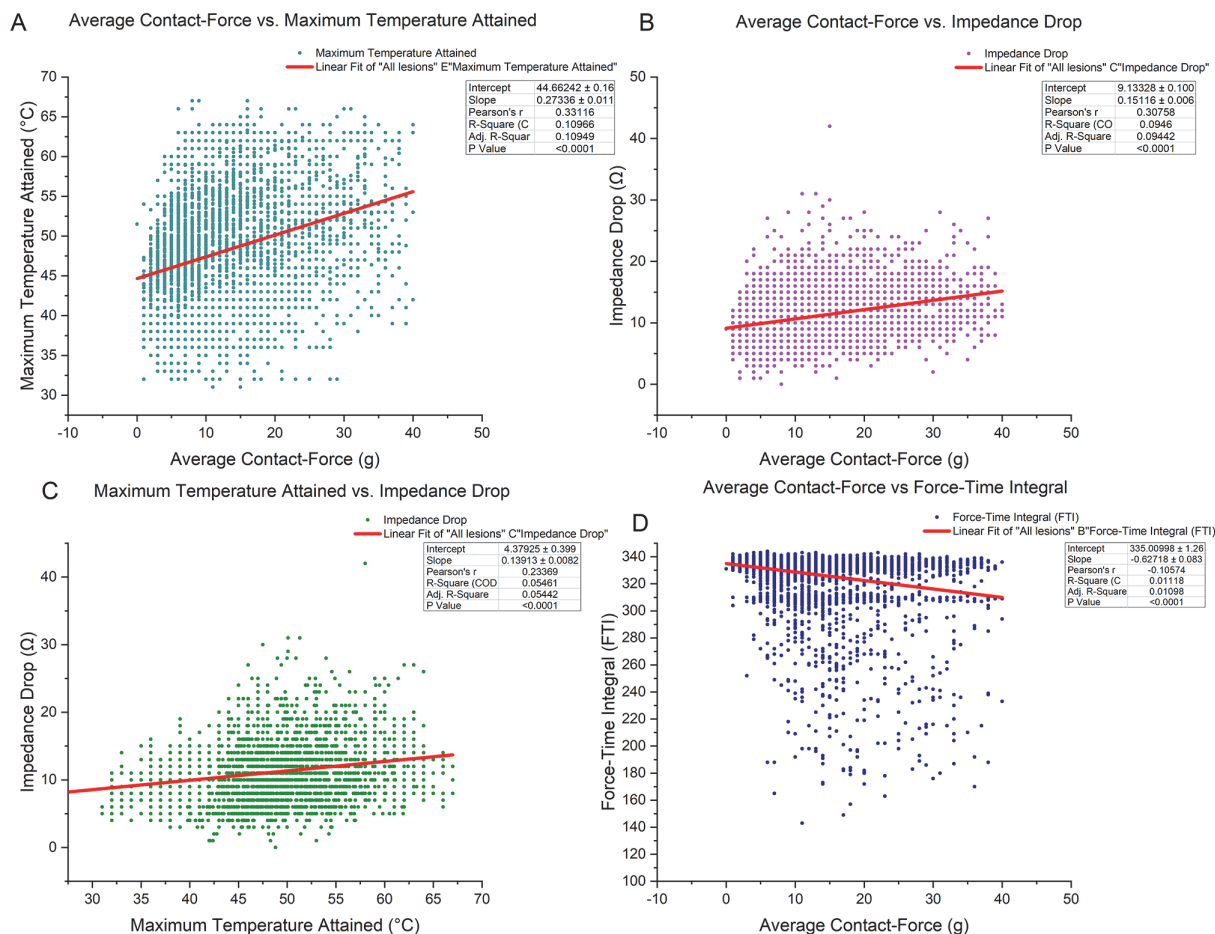 A
Average Contact-Force vs. Maximum Temperature Attained
Maximum Temperature Attained
Linear Fit of "All lesions" E"Maximum Temperature Attained"
Intercept 44.66242 ± 0.16
Slope 0.27336 ± 0.011
Pearson's r 0.33116
R-Square (C 0.10966
Adj. R-Squar 0.10949
P Value <0.0001
Maximum Temperature Attained (°C)
70
65
60
55
50
45
40
35
30
-10 0 10 20 30 40 50
Average Contact-Force (g)
B
Average Contact-Force vs. Impedance Drop
Impedance Drop
Linear Fit of "All lesions" C"Impedance Drop"
Intercept 9.13328 ± 0.100
Slope 0.15116 ± 0.006
Pearson's r 0.30758
R-Square (CO 0.0946
Adj. R-Square 0.09442
P Value <0.0001
Impedance Drop (Ω)
50
40
30
20
10
0
-10 0 10 20 30 40 50
Average Contact-Force (g)
C
Maximum Temperature Attained vs. Impedance Drop
Impedance Drop
Linear Fit of "All lesions" C"Impedance Drop"
Intercept 4.37925 ± 0.399
Slope 0.13913 ± 0.0082
Pearson's r 0.23369
R-Square (COD 0.05461
Adj. R-Square 0.05442
P Value <0.0001
Impedance Drop (Ω)
40
30
20
10
0
30 35 40 45 50 55 60 65 70
Maximum Temperature Attained (°C)
Average Contact-Force vs Force-Time Integral
D
Force-Time Integral (FTI)
Linear Fit of "All lesions" B"Force-Time Integral (FTI)
Intercept 335.00998 ± 1.26
Slope -0.62718 ± 0.083
Pearson's r -0.10574
R-Square (C 0.01118
Adj. R-Square 0.01098
P Value <0.0001
Force-Time Integral (FTI)
340
320
300
280
260
240
220
200
180
160
140
120
100
-10 0 10 20 30 40 50
Average Contact-Force (g)